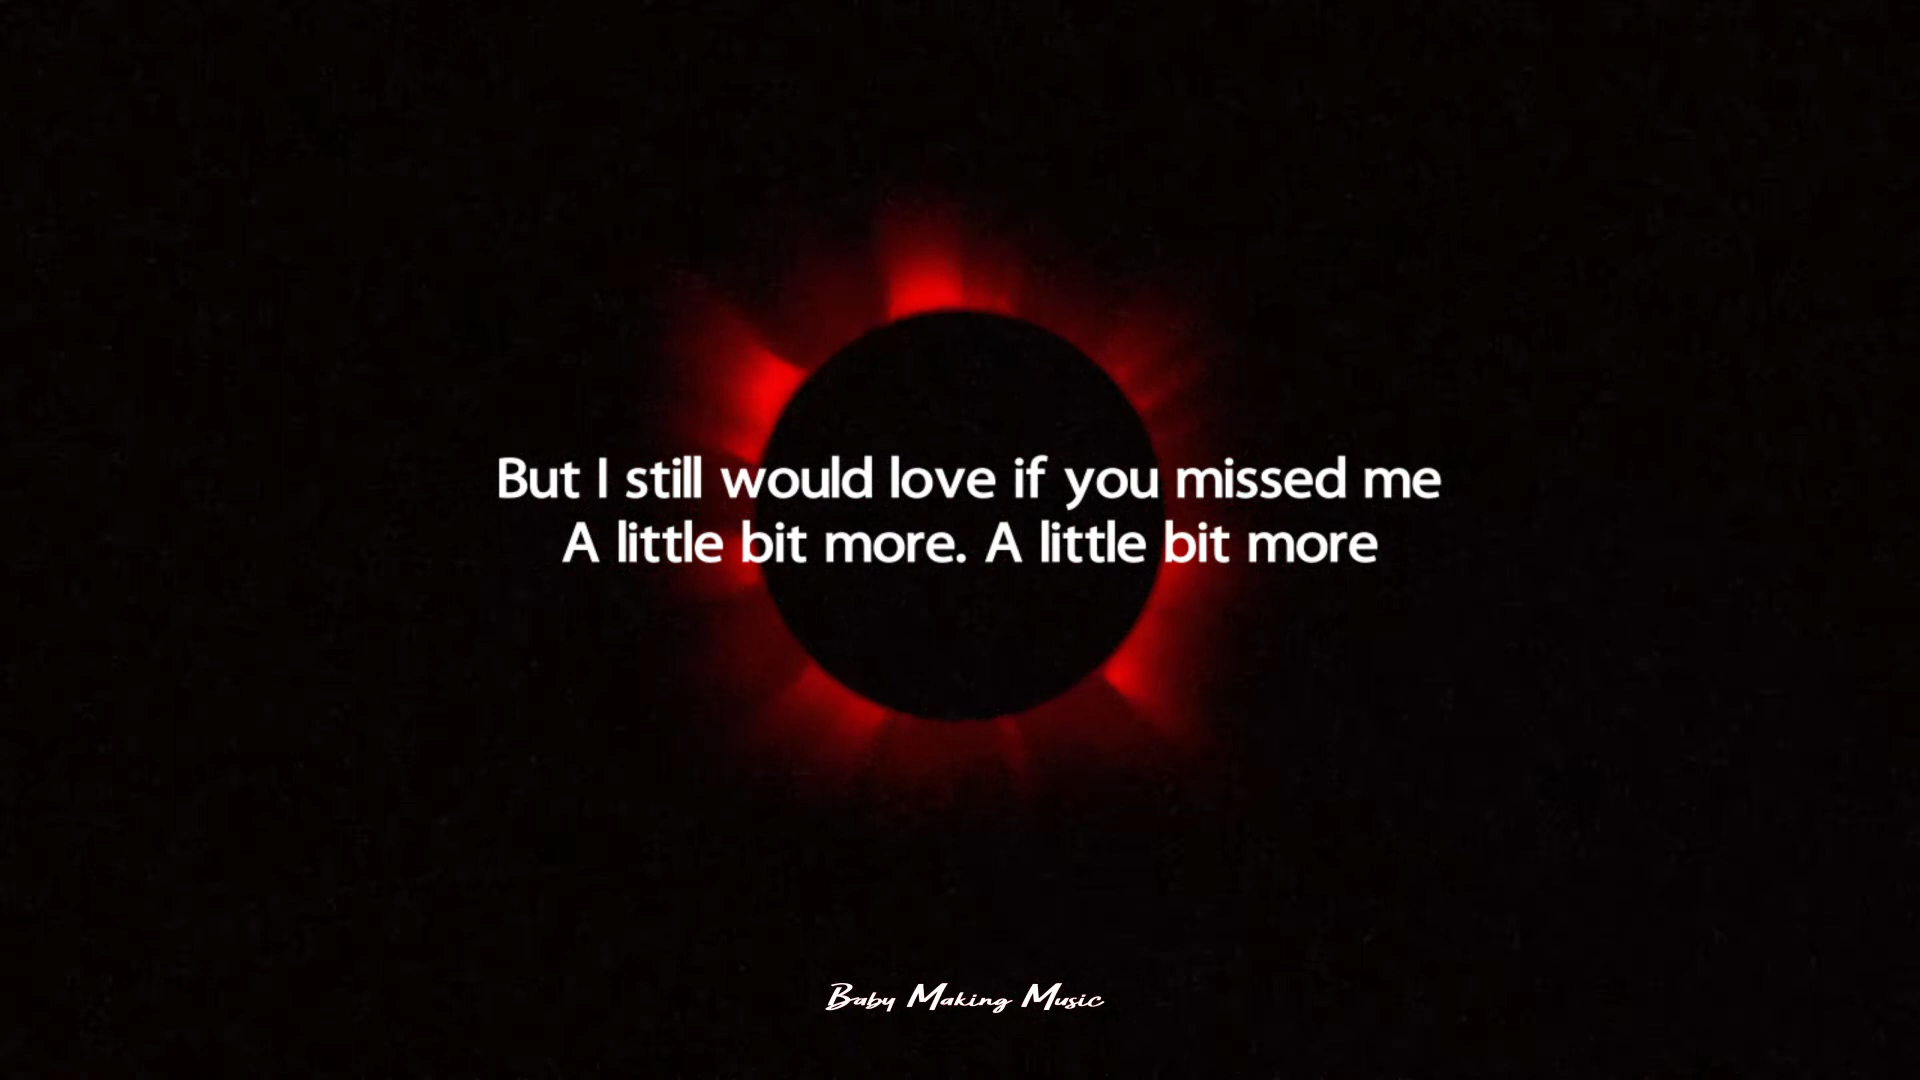 But I still would love if you missed me
A little bit more. A little bit more
Baby Making Music